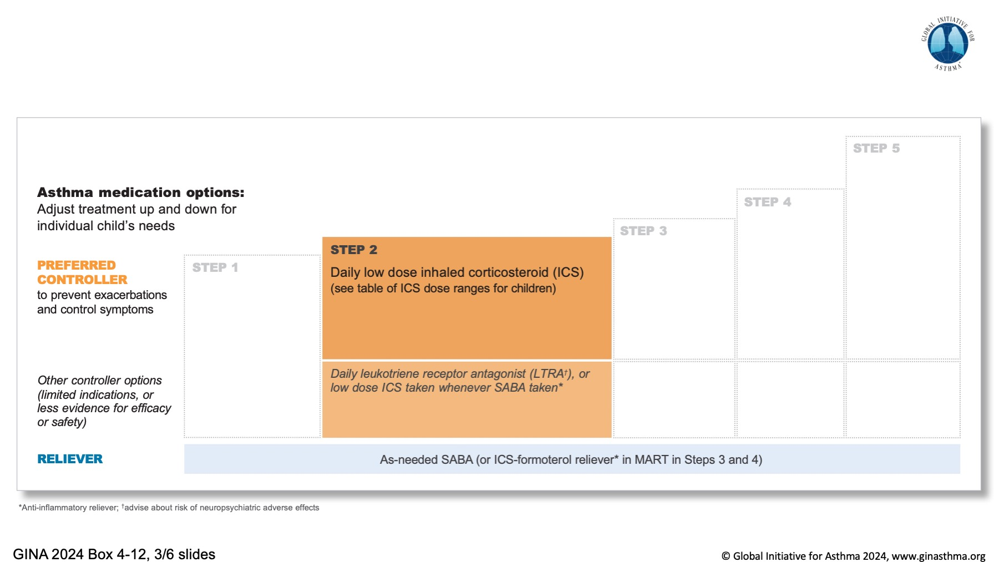 GLOBAL INITIATIVE FOR
ASTHMA
STEP 5
Asthma medication options:
Adjust treatment up and down for
individual child’s needs
STEP 4
STEP 3
STEP 2
Daily low dose inhaled corticosteroid (ICS)
(see table of ICS dose ranges for children)
STEP 1
PREFERRED
CONTROLLER
to prevent exacerbations
and control symptoms
Other controller options
(limited indications, or
less evidence for efficacy
or safety)
Daily leukotriene receptor antagonist (LTRA†), or
low dose ICS taken whenever SABA taken*
RELIEVER
As-needed SABA (or ICS-formoterol reliever* in MART in Steps 3 and 4)
*Anti-inflammatory reliever; †advise about risk of neuropsychiatric adverse effects
GINA 2024 Box 4-12, 3/6 slides
© Global Initiative for Asthma 2024, www.ginasthma.org